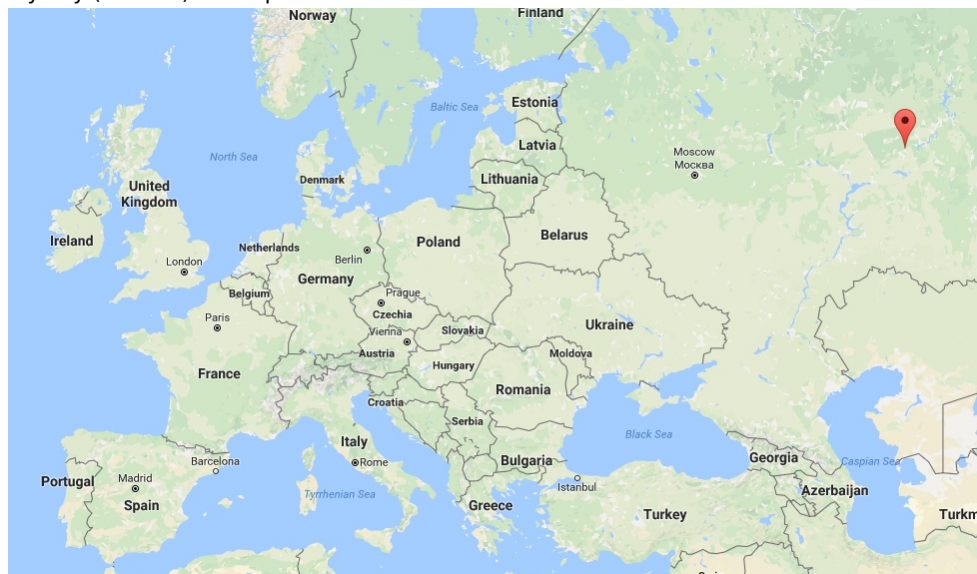 Norway
Finland
Estonia
Baltic Sea
Latvia
Moscow
Москва
North Sea
Denmark
Lithuania
United
Kingdom
Belarus
Ireland
Netherlands
Poland
London
Berlin
Germany
Belgium
Prague
Paris
Czechia
Ukraine
Vienna
Slovakia
Austria
Moldova
France
Hungary
Romania
Croatia
Serbia
Black Sea
Italy
Georgia
Barcelona
Rome
Bulgaria
Caspian Sea
Portugal
Madrid
Istanbul
Azerbaijan
Tyrrhenian Sea
Spain
Greece
Turkey
Turkm